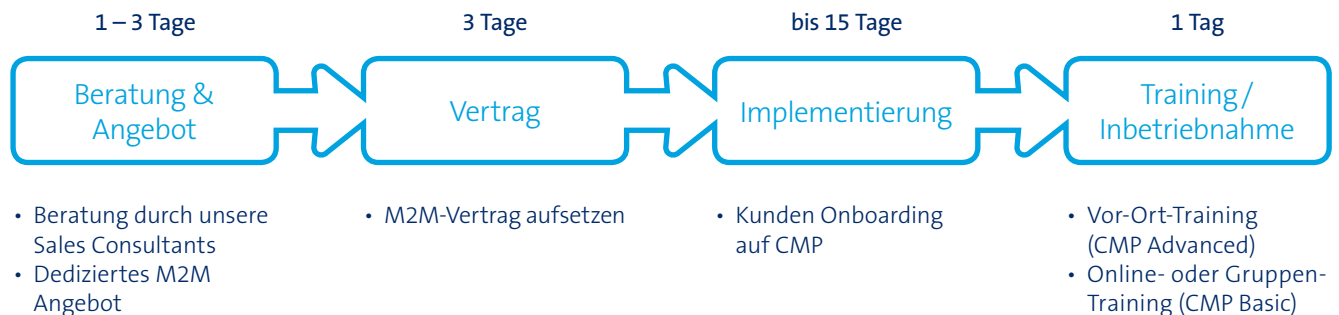 1 – 3 Tage
3 Tage
bis 15 Tage
1 Tag
Beratung &
Angebot
Vertrag
Implementierung
Training /
Inbetriebnahme
• Beratung durch unsere
Sales Consultants
• Dediziertes M2M
Angebot
• M2M-Vertrag aufsetzen
• Kunden Onboarding
auf CMP
• Vor-Ort-Training
(CMP Advanced)
• Online- oder Gruppen-
Training (CMP Basic)